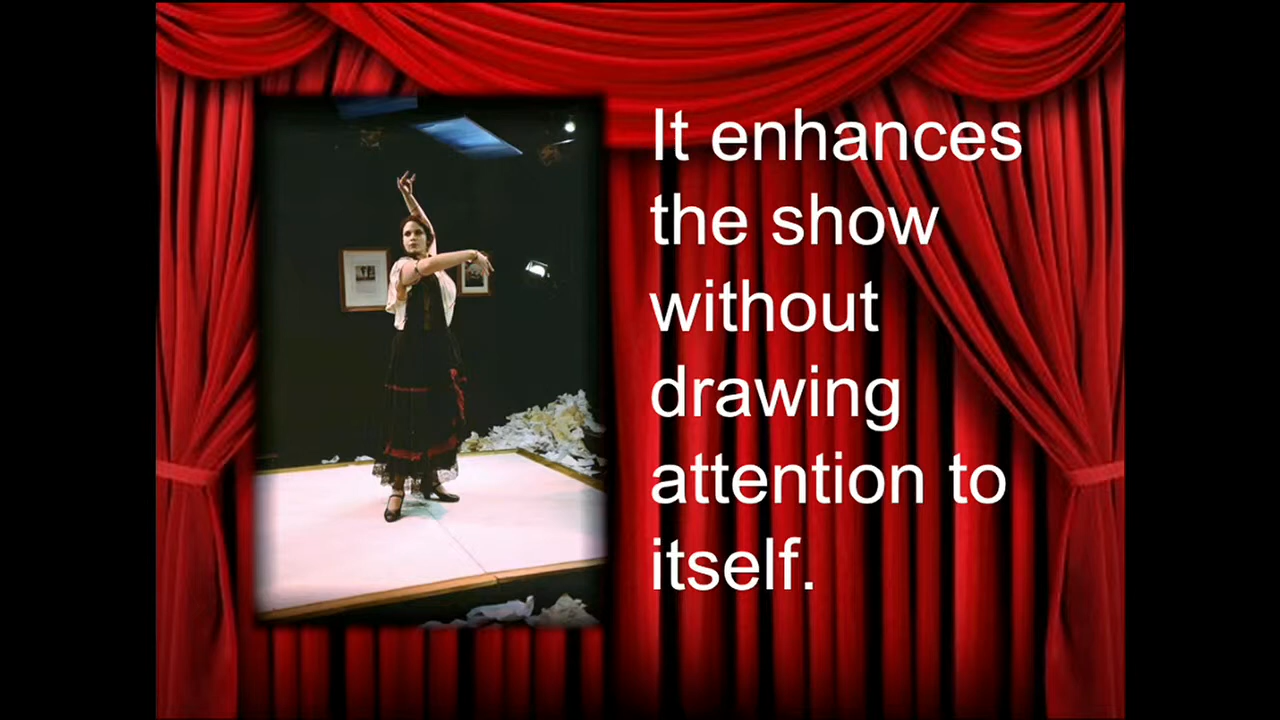 It enhances
the show
without
drawing
attention to
itself.